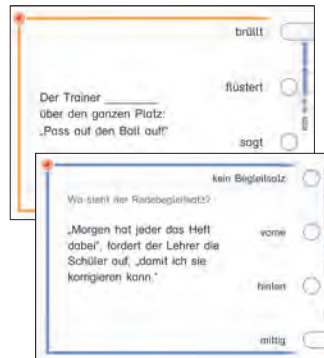 brüllt
flüstert
Der Trainer ________
über den ganzen Platz:
„Pass auf den Ball auf!“
sagt
kein Begleitsatz
Wo steht der Redebegleitsatz?
„Morgen hat jeder das Heft
dabei“, fordert der Lehrer die
Schüler auf, „damit ich sie
korrigieren kann.“
vorne
hinten
mittig